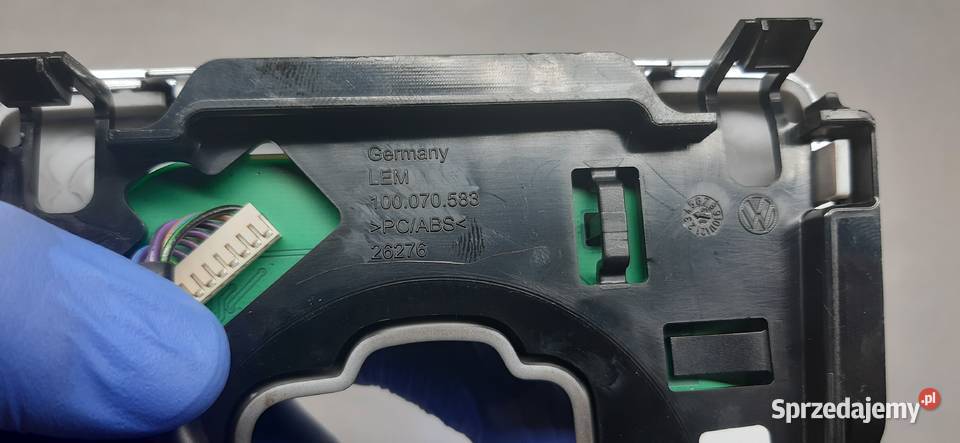 Germany
LEM
100.070.583
>PC/ABS<
26276
Sprzedajemy.pl